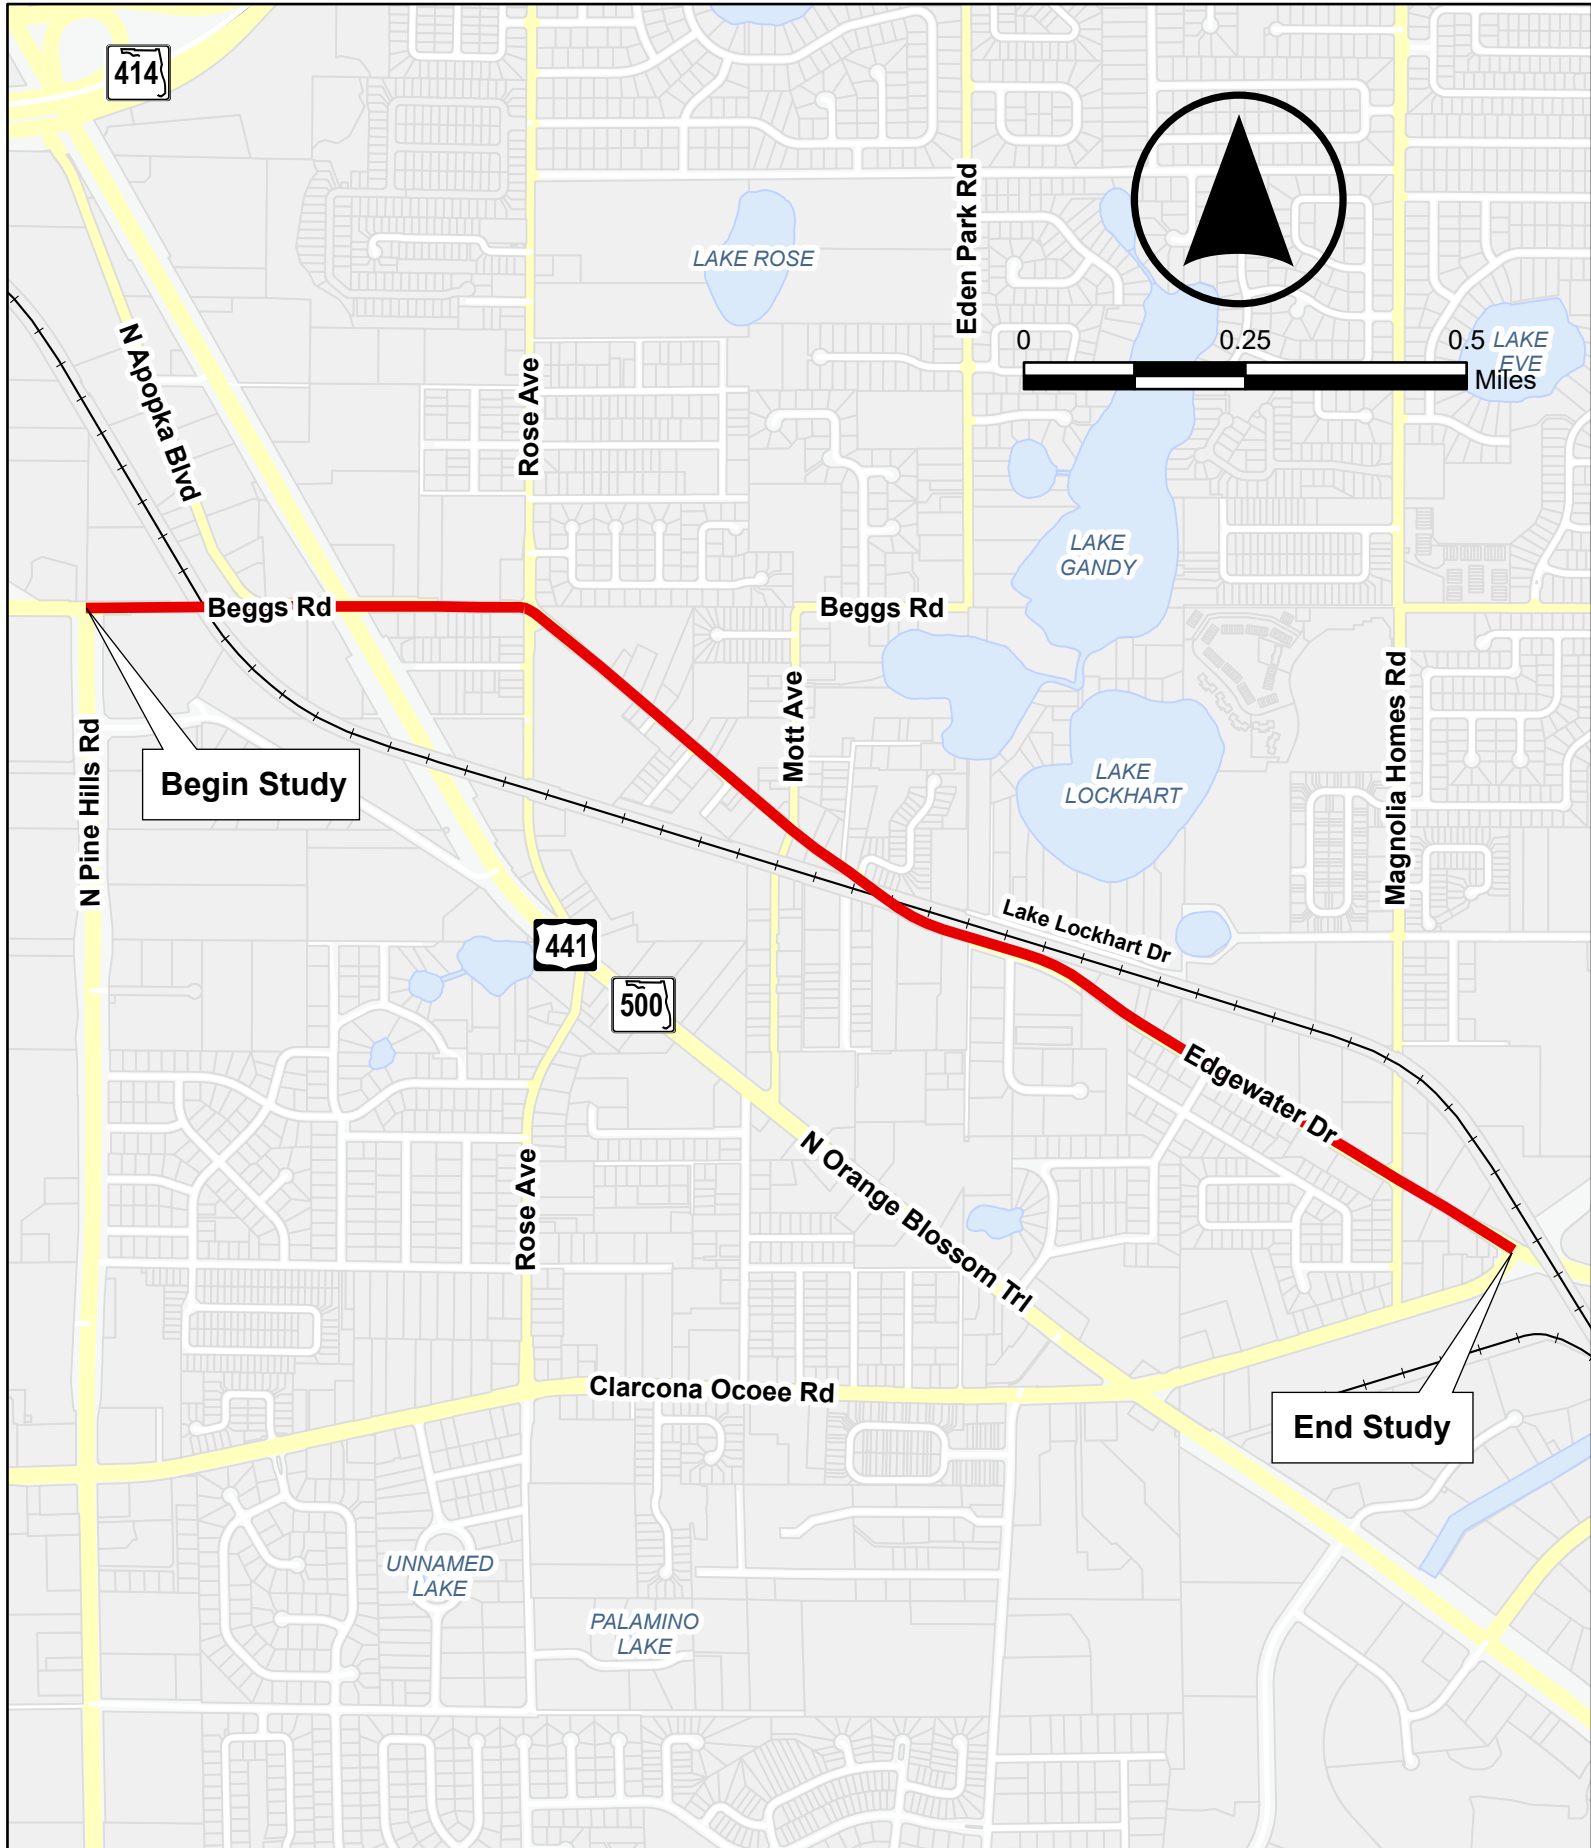 414
LAKE ROSE
Eden Park Rd
0 0.25 0.5
Miles
LAKE
EVE
N Apopka Blvd
Rose Ave
LAKE
GANDY
Beggs Rd
Beggs Rd
Mott Ave
Magnolia Homes Rd
N Pine Hills Rd
Begin Study
LAKE
LOCKHART
Lake Lockhart Dr
441
500
Edgewater Dr
Rose Ave
N Orange Blossom Trl
Clarcona Ocoee Rd
End Study
UNNAMED
LAKE
PALAMINO
LAKE